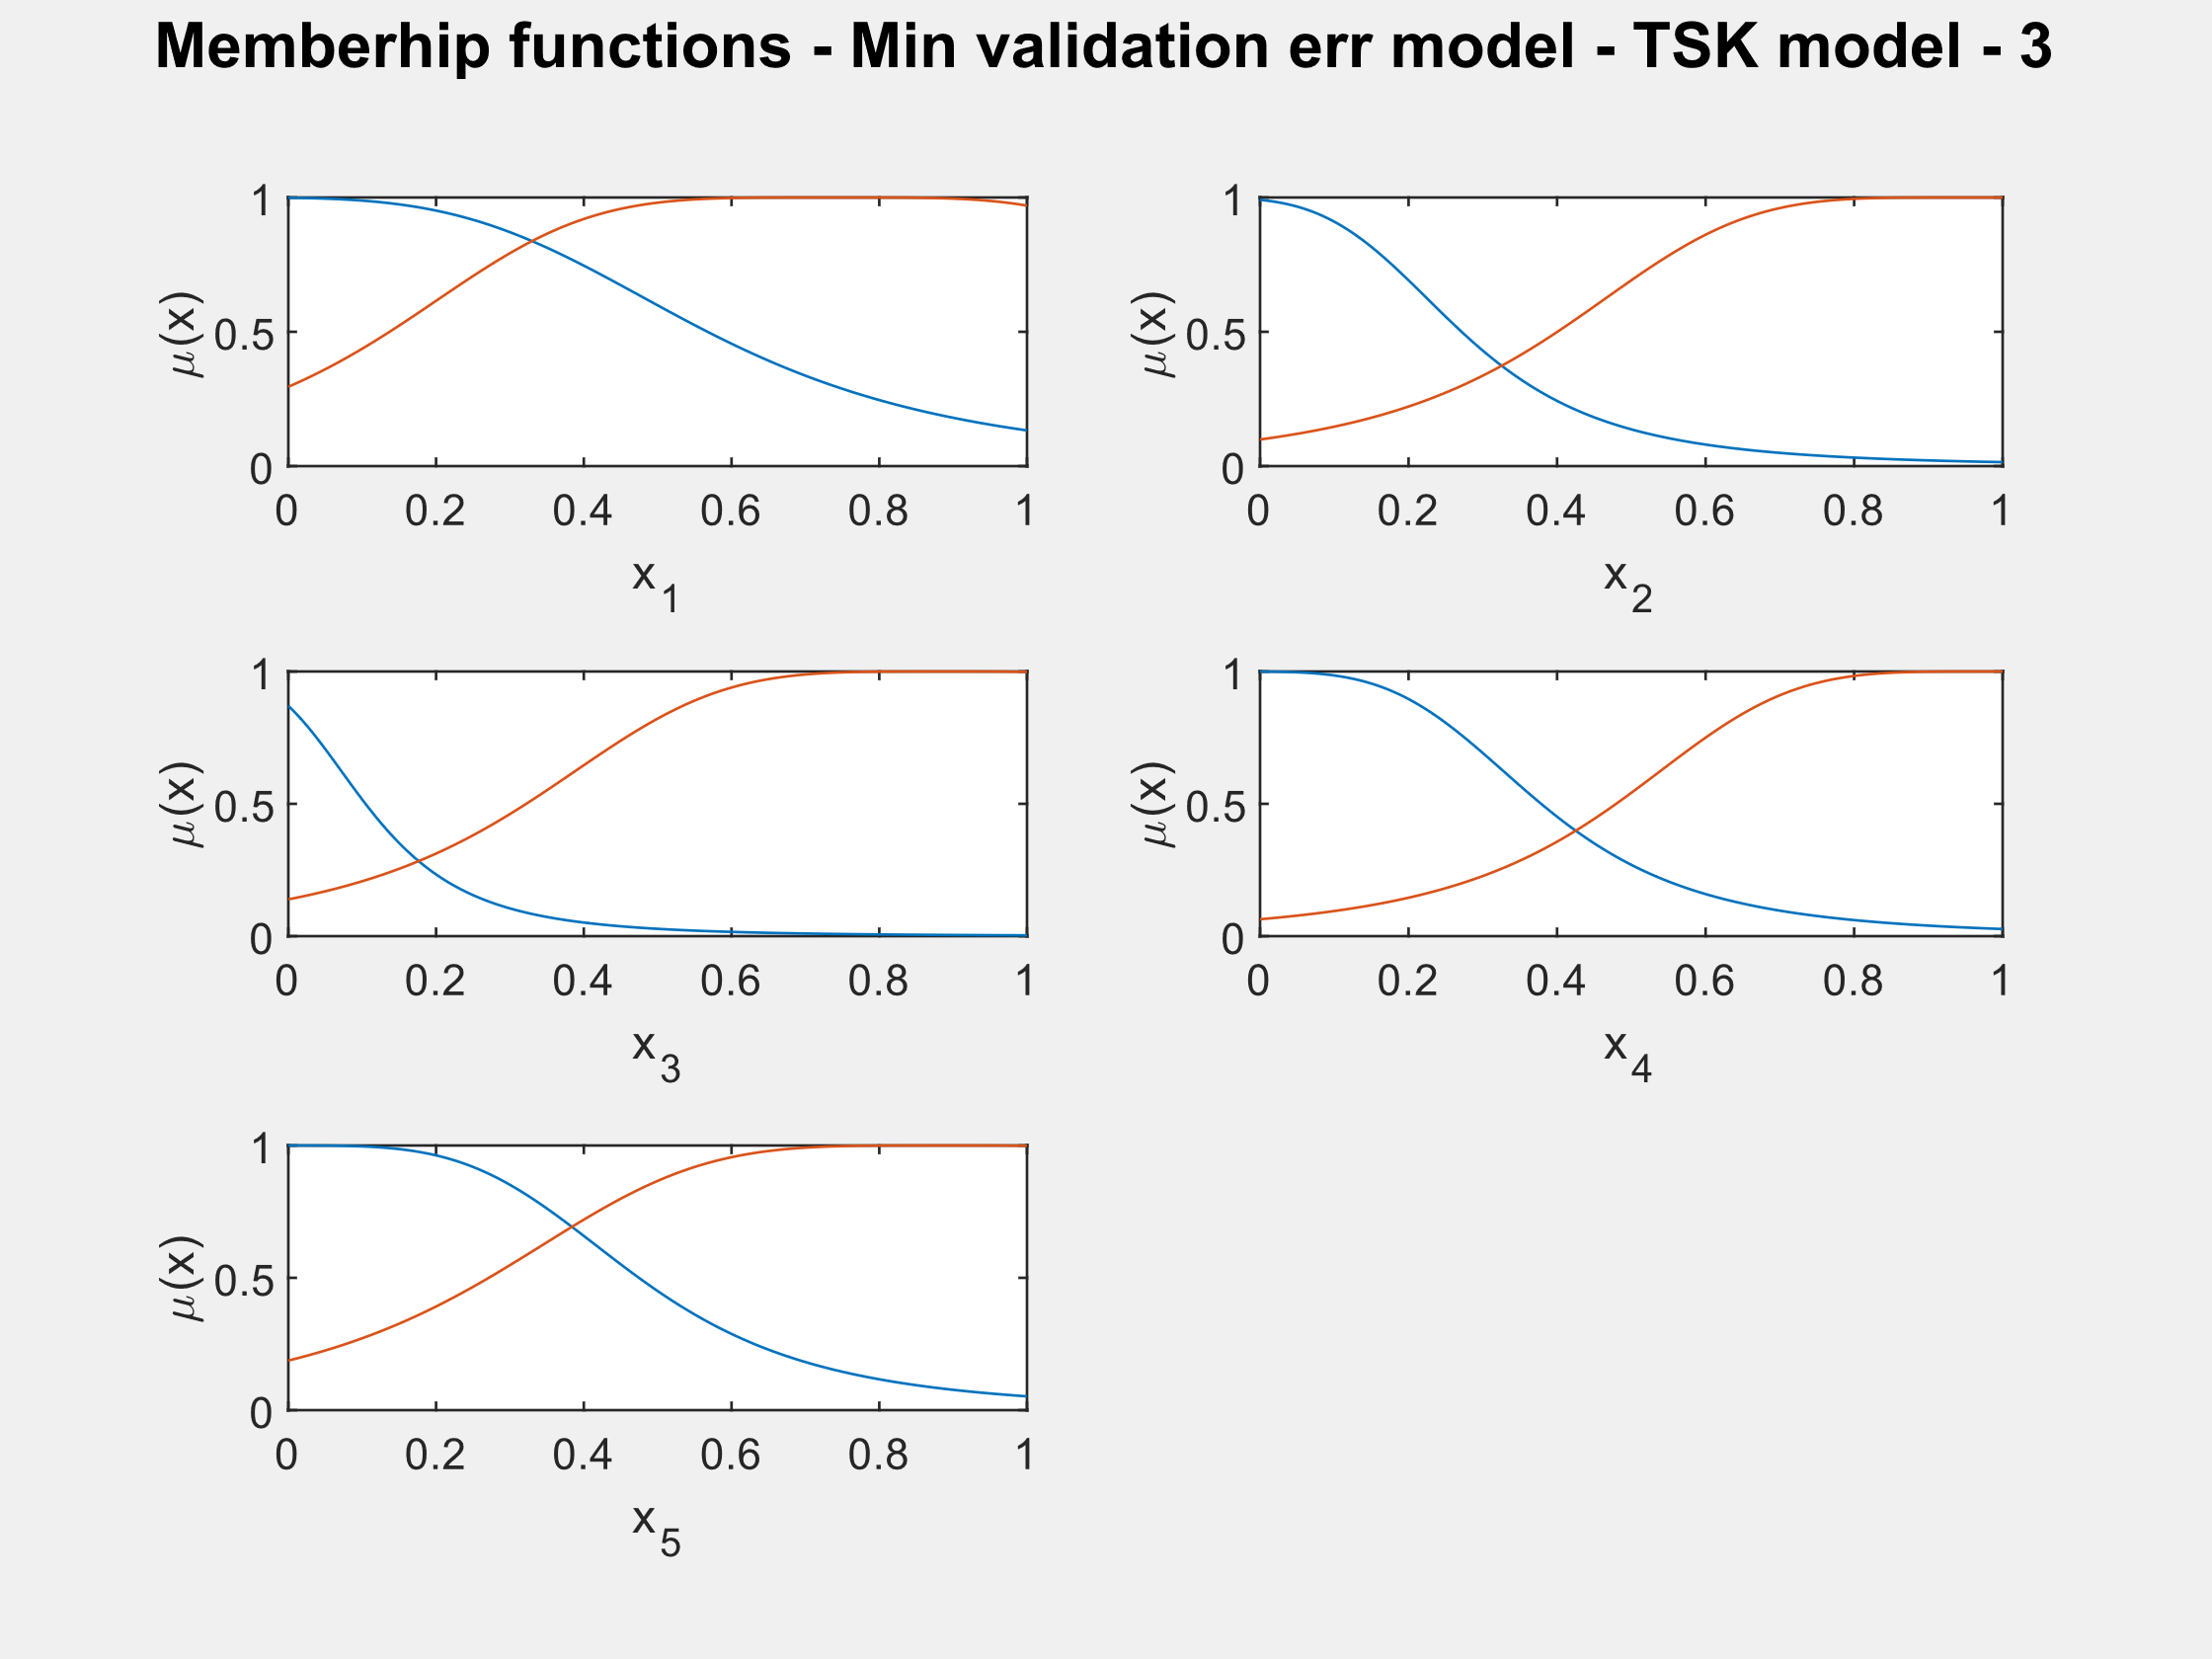 Memberhip functions - Min validation err model - TSK model - 3
1
0.5
0
μ(x)
0 0.2 0.4 0.6 0.8 1
x1
1
0.5
0
μ(x)
0 0.2 0.4 0.6 0.8 1
x2
1
0.5
0
μ(x)
0 0.2 0.4 0.6 0.8 1
x3
1
0.5
0
μ(x)
0 0.2 0.4 0.6 0.8 1
x4
1
0.5
0
μ(x)
0 0.2 0.4 0.6 0.8 1
x5